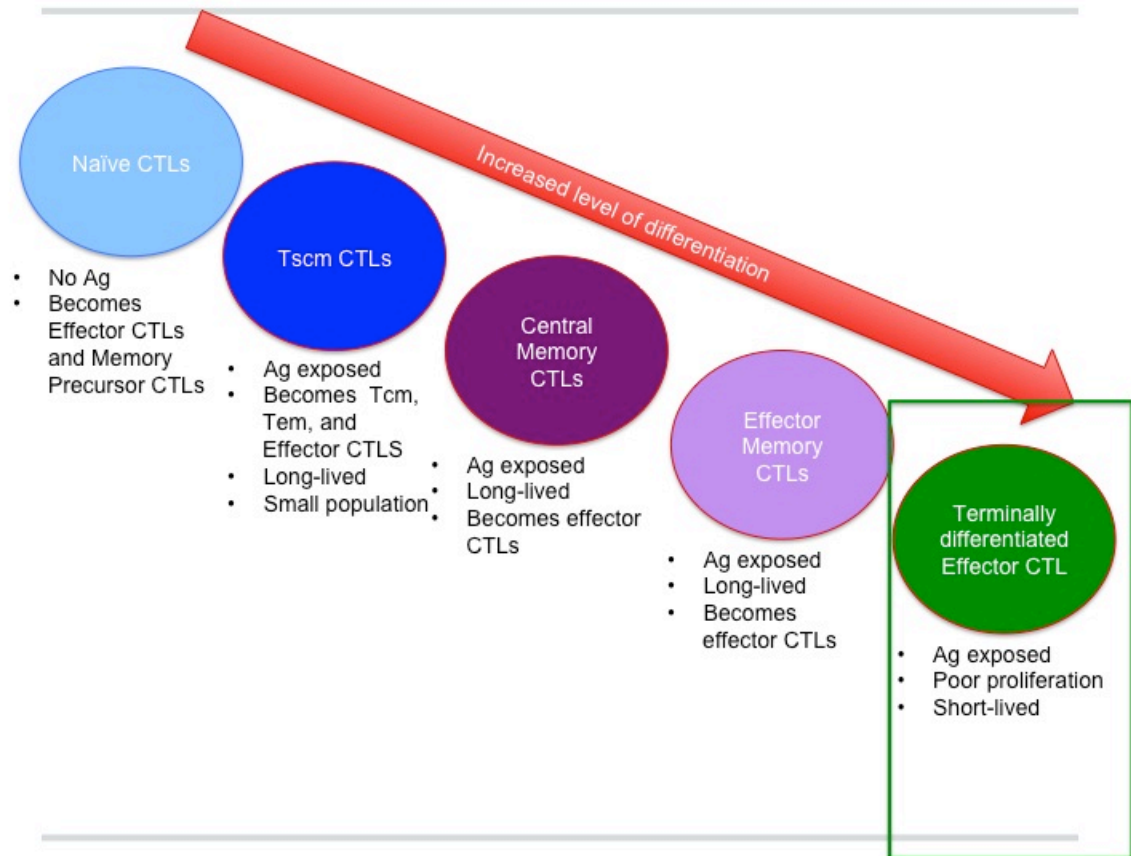 Increased level of differentiation
Naïve CTLs
• No Ag
• Becomes
Effector CTLs
and Memory
Precursor CTLs
Tscm CTLs
• Ag exposed
• Becomes Tcm,
Tem, and
Effector CTLS
• Long-lived
• Small population
Central
Memory
CTLs
• Ag exposed
• Long-lived
• Becomes effector
CTLs
Effector
Memory
CTLs
• Ag exposed
• Long-lived
• Becomes
effector CTLs
Terminally
differentiated
Effector CTL
• Ag exposed
• Poor proliferation
• Short-lived